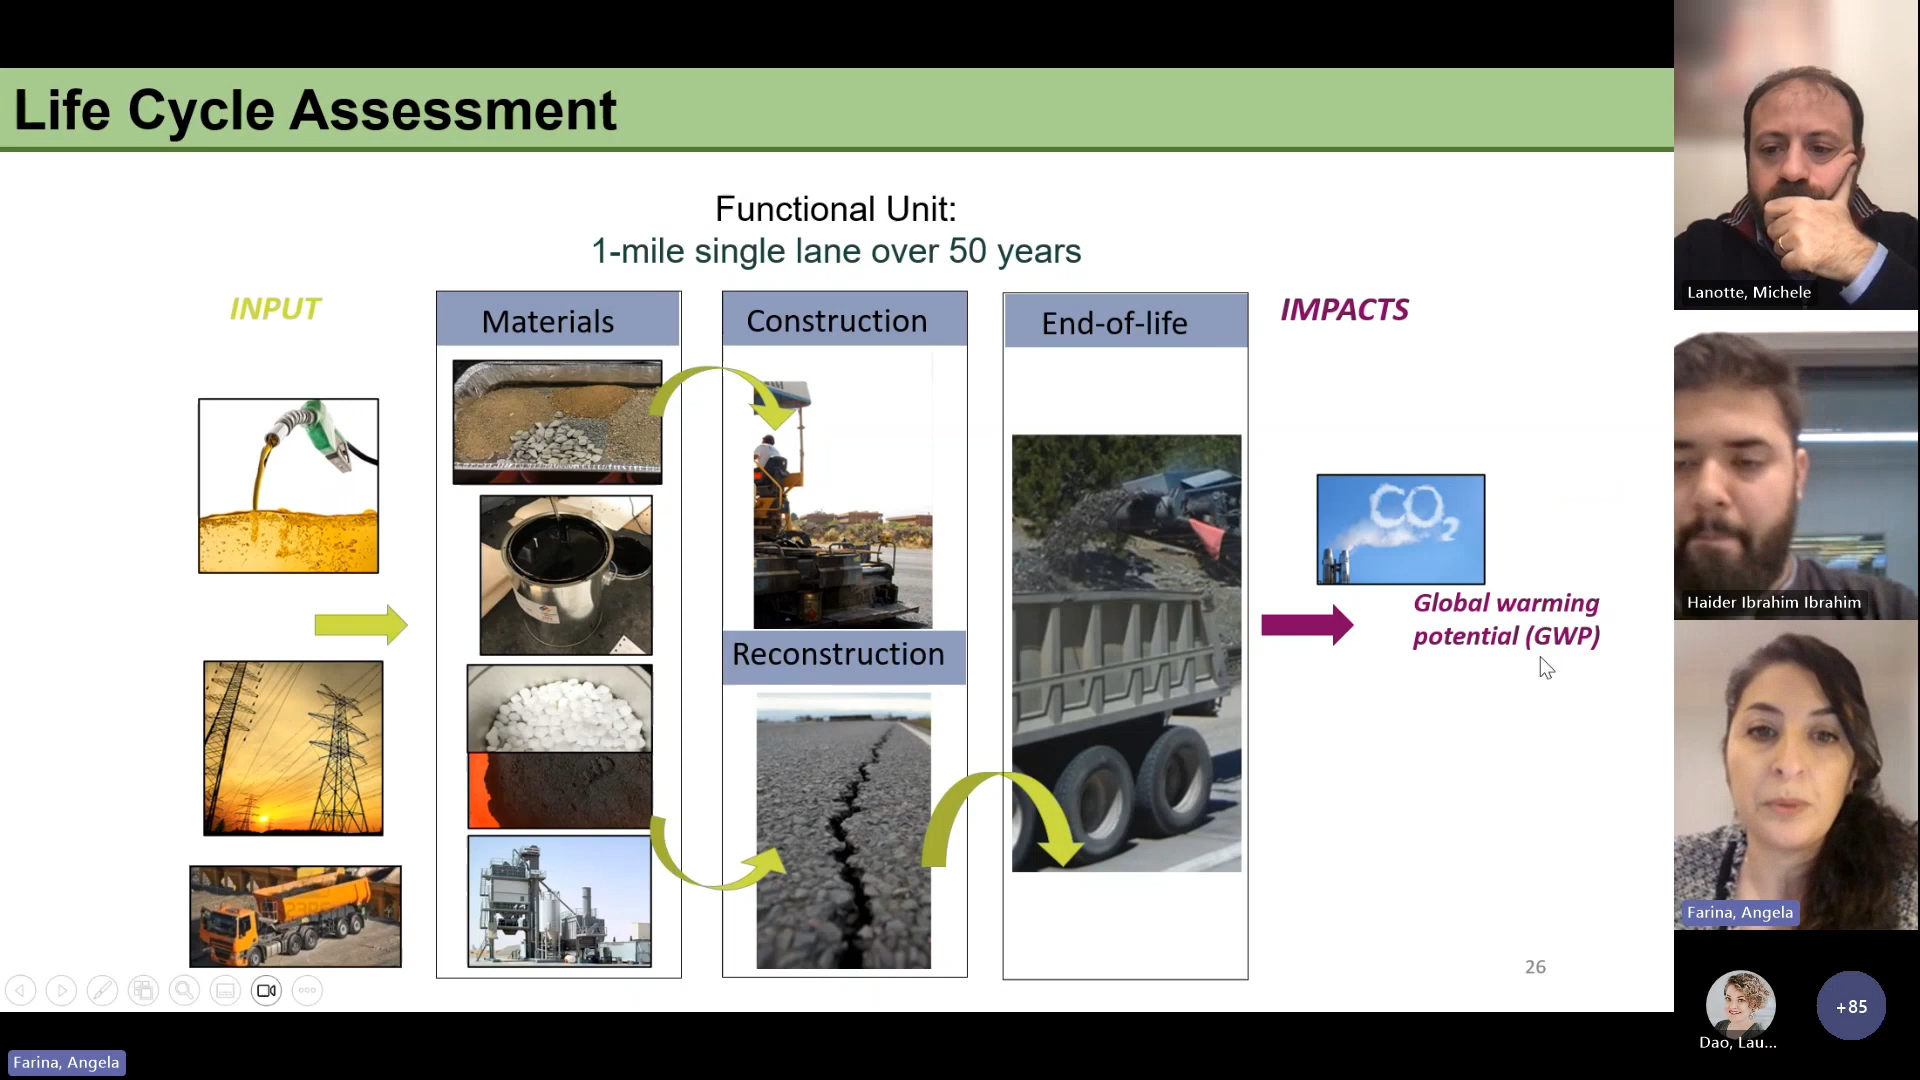 Life Cycle Assessment
Functional Unit:
1-mile single lane over 50 years
INPUT
Materials
Construction
End-of-life
IMPACTS
CO2
Reconstruction
Global warming
potential (GWP)
26
Lanotte, Michele
Haider Ibrahim Ibrahim
Farina, Angela
Dao, Lau...
+85
Farina, Angela